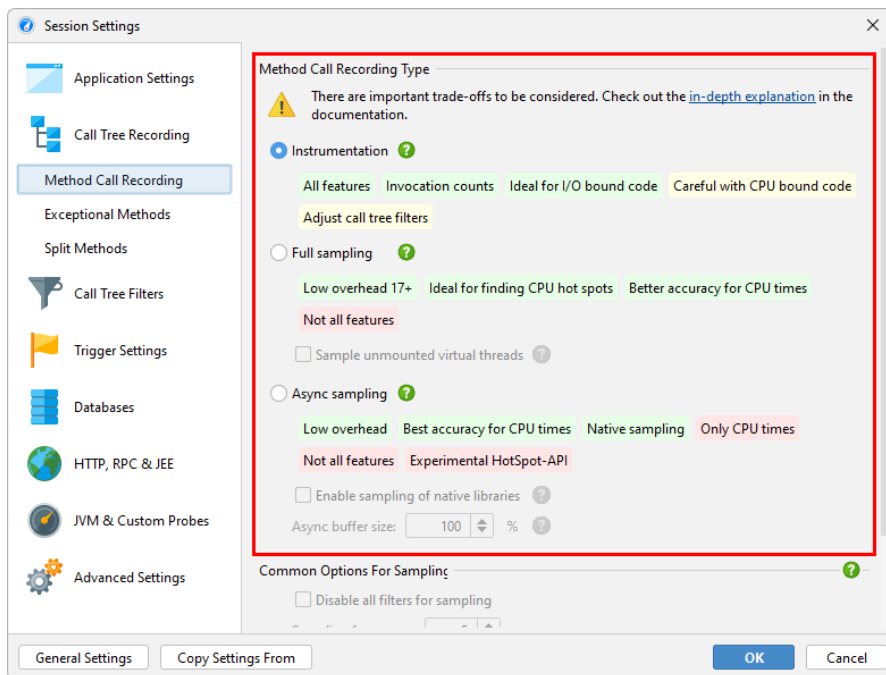 Session Settings
Application Settings
Call Tree Recording
Method Call Recording
Exceptional Methods
Split Methods
Call Tree Filters
Trigger Settings
Databases
HTTP, RPC & JEE
JVM & Custom Probes
Advanced Settings
Method Call Recording Type
There are important trade-offs to be considered. Check out the in-depth explanation in the
documentation.
Instrumentation ?
All features Invocation counts Ideal for I/O bound code Careful with CPU bound code
Adjust call tree filters
Full sampling ?
Low overhead 17+ Ideal for finding CPU hot spots Better accuracy for CPU times
Not all features
Sample unmounted virtual threads ?
Async sampling ?
Low overhead Best accuracy for CPU times Native sampling Only CPU times
Not all features Experimental HotSpot-API
Enable sampling of native libraries ?
Async buffer size: 100 % ?
Common Options For Sampling ?
Disable all filters for sampling
General Settings Copy Settings From OK Cancel